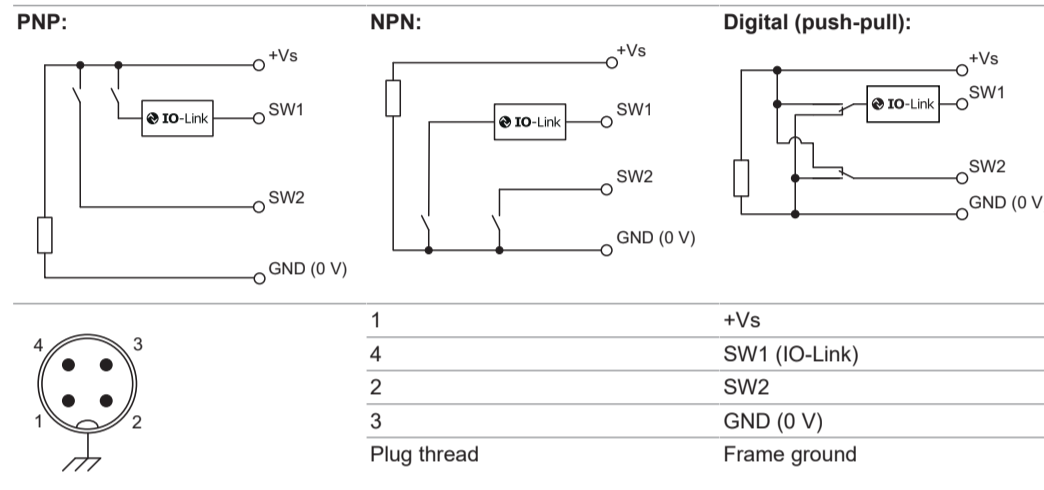 PNP:
+Vs
IO-Link
SW1
SW2
GND (0 V)
NPN:
+Vs
IO-Link
SW1
SW2
GND (0 V)
Digital (push-pull):
+Vs
IO-Link
SW1
SW2
GND (0 V
4 3
1 2
1 +Vs
4 SW1 (IO-Link)
2 SW2
3 GND (0 V)
Plug thread Frame ground